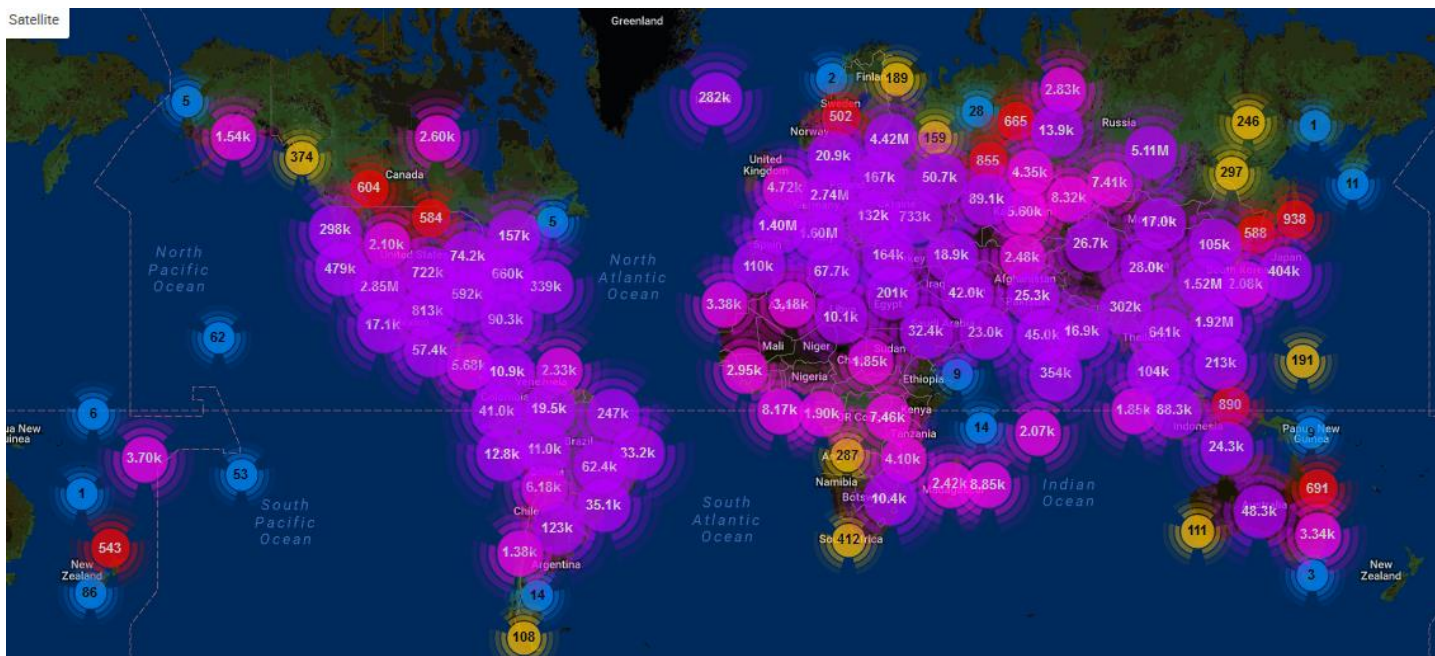 Satellite
Greenland
282k
2
Finland
189
Sweden
502
28
665
2.83k
Russia
246
1
5
1.54k
374
2.60k
Norway
4.42M
159
13.9k
5.11M
297
11
Canada
604
584
5
United
Kingdom
20.9k
167k
50.7k
855
4.35k
7.41k
4.72k
2.74M
89.1k
8.32k
5.60k
298k
2.10k
157k
74.2k
1.40M
1.60M
132k
733k
17.0k
105k
588
938
North
Pacific
Ocean
479k
722k
660k
339k
2.85M
592k
North
Atlantic
Ocean
Spain
110k
67.7k
164k
18.9k
2.48k
26.7k
28.0k
Japan
404k
1.52M
2.08k
Afghanistan
Iraq
813k
17.1k
90.3k
3.38k
3.18k
10.1k
201k
Egypt
42.0k
25.3k
302k
1.92M
62
57.4k
5.68k
10.9k
2.33k
Venezuela
Mali
Niger
Sudan
32.4k
23.0k
45.0k
16.9k
641k
2.95k
Nigeria
1.85k
Ethiopia
9
354k
104k
213k
191
6
41.0k
Colombia
19.5k
247k
8.17k
1.90k
7.46k
Kenya
Tanzania
14
2.07k
1.85k
88.3k
Indonesia
890
Papua New
Guinea
9
3.70k
53
12.8k
11.0k
Brazil
62.4k
33.2k
287
4.10k
24.3k
1
6.18k
35.1k
Namibia
10.4k
2.42k
8.85k
Indian
Ocean
691
48.3k
South
Pacific
Ocean
Chile
123k
South
Atlantic
Ocean
412
111
3.34k
543
1.38k
Argentina
New
Zealand
86
14
3
New
Zealand
108